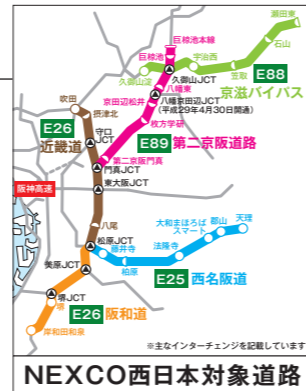 瀬田東
石山
笠取
宇治西
巨椋池本線
巨椋池
久御山淀
久御山JCT
八幡東
京田辺松井
八幡京田辺JCT
(平成29年4月30日開通)
枚方学研
E88
京滋バイパス
E89
第二京阪道路
第二京阪門真
門真JCT
吹田
摂津北
E26
近畿道
守口
JCT
東大阪JCT
阪神高速
八尾
松原JCT
藤井寺
柏原
法隆寺
大和まほろば
スマート
郡山
天理
E25
西名阪道
美原JCT
堺JCT
堺
E26
阪和道
岸和田和泉
※主なインターチェンジを記載しています
NEXCO西日本対象道路